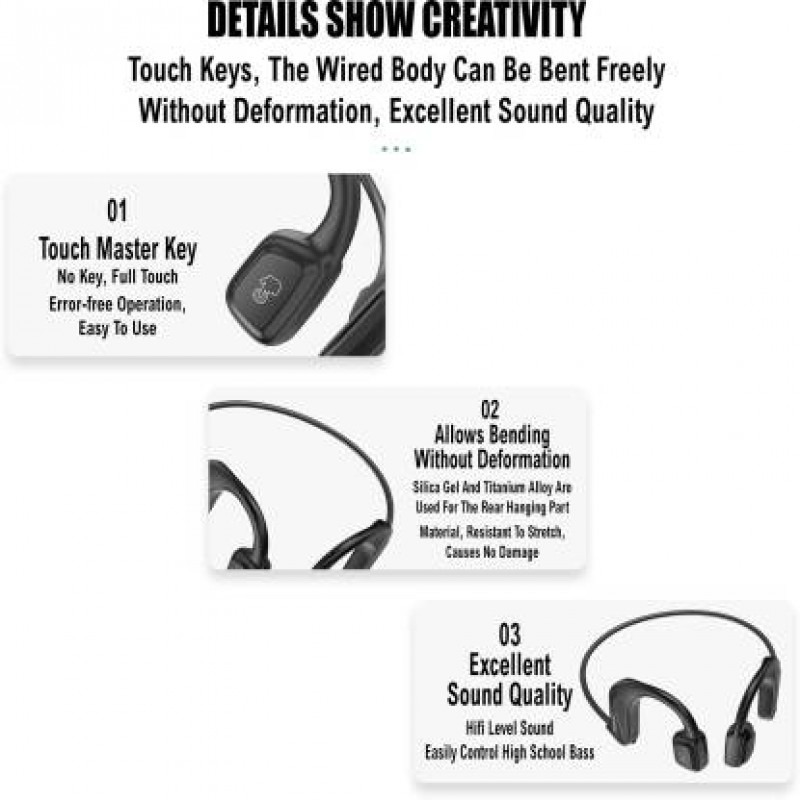 DETAILS SHOW CREATIVITY
Touch Keys, The Wired Body Can Be Bent Freely
Without Deformation, Excellent Sound Quality
01
Touch Master Key
No Key, Full Touch
Error-free Operation,
Easy To Use
02
Allows Bending
Without Deformation
Silica Gel And Titanium Alloy Are
Used For The Rear Hanging Part
Material, Resistant To Stretch,
Causes No Damage
03
Excellent
Sound Quality
Hifi Level Sound
Easily Control High School Bass